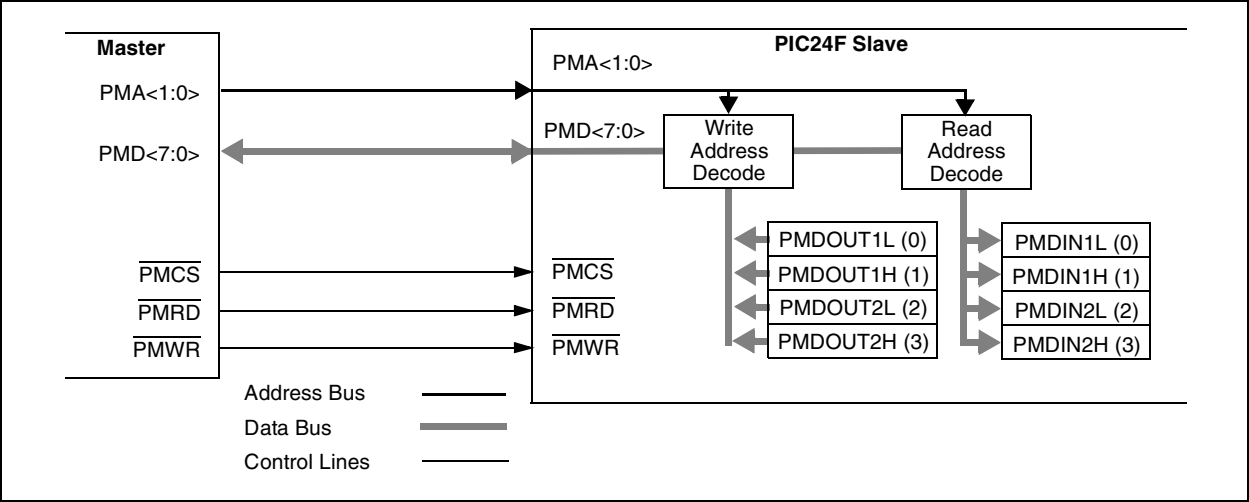 Master
PMA<1:0>
PMD<7:0>
PMCS
PMRD
PMWR
PIC24F Slave
PMA<1:0>
PMD<7:0>
PMCS
PMRD
PMWR
Write
Address
Decode
Read
Address
Decode
PMDOUT1L (0)
PMDOUT1H (1)
PMDOUT2L (2)
PMDOUT2H (3)
PMDIN1L (0)
PMDIN1H (1)
PMDIN2L (2)
PMDIN2H (3)
Address Bus
Data Bus
Control Lines